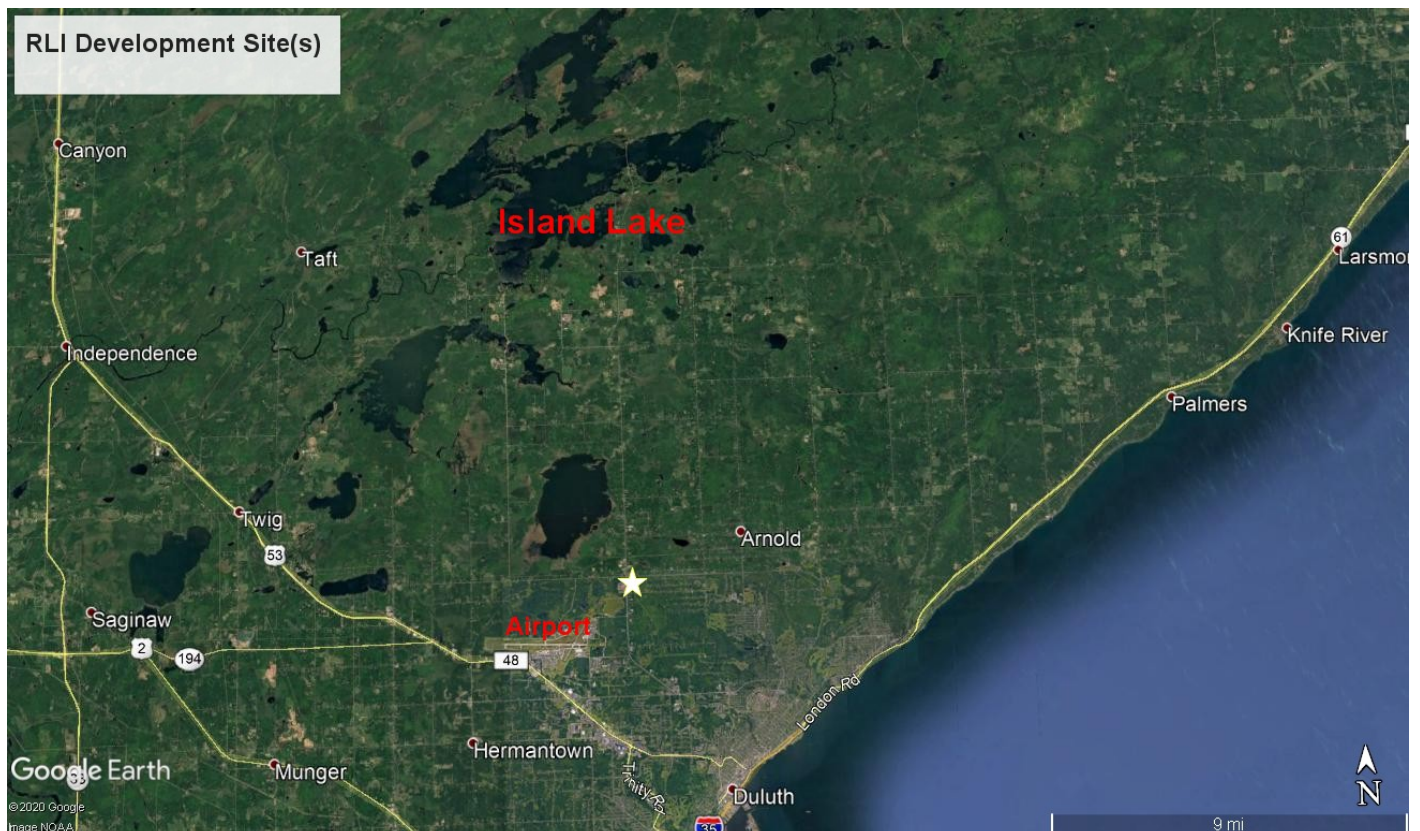 RLI Development Site(s)
Canyon
Island Lake
61
Larsmon
Taft
Knife River
Independence
Palmers
Twig
Arnold
53
Saginaw
Airport
2
194
48
London Rd
Hermantown
Trinity Rd
Google Earth
Munger
Duluth
©2020 Google
Image NOAA
35
N
9 mi